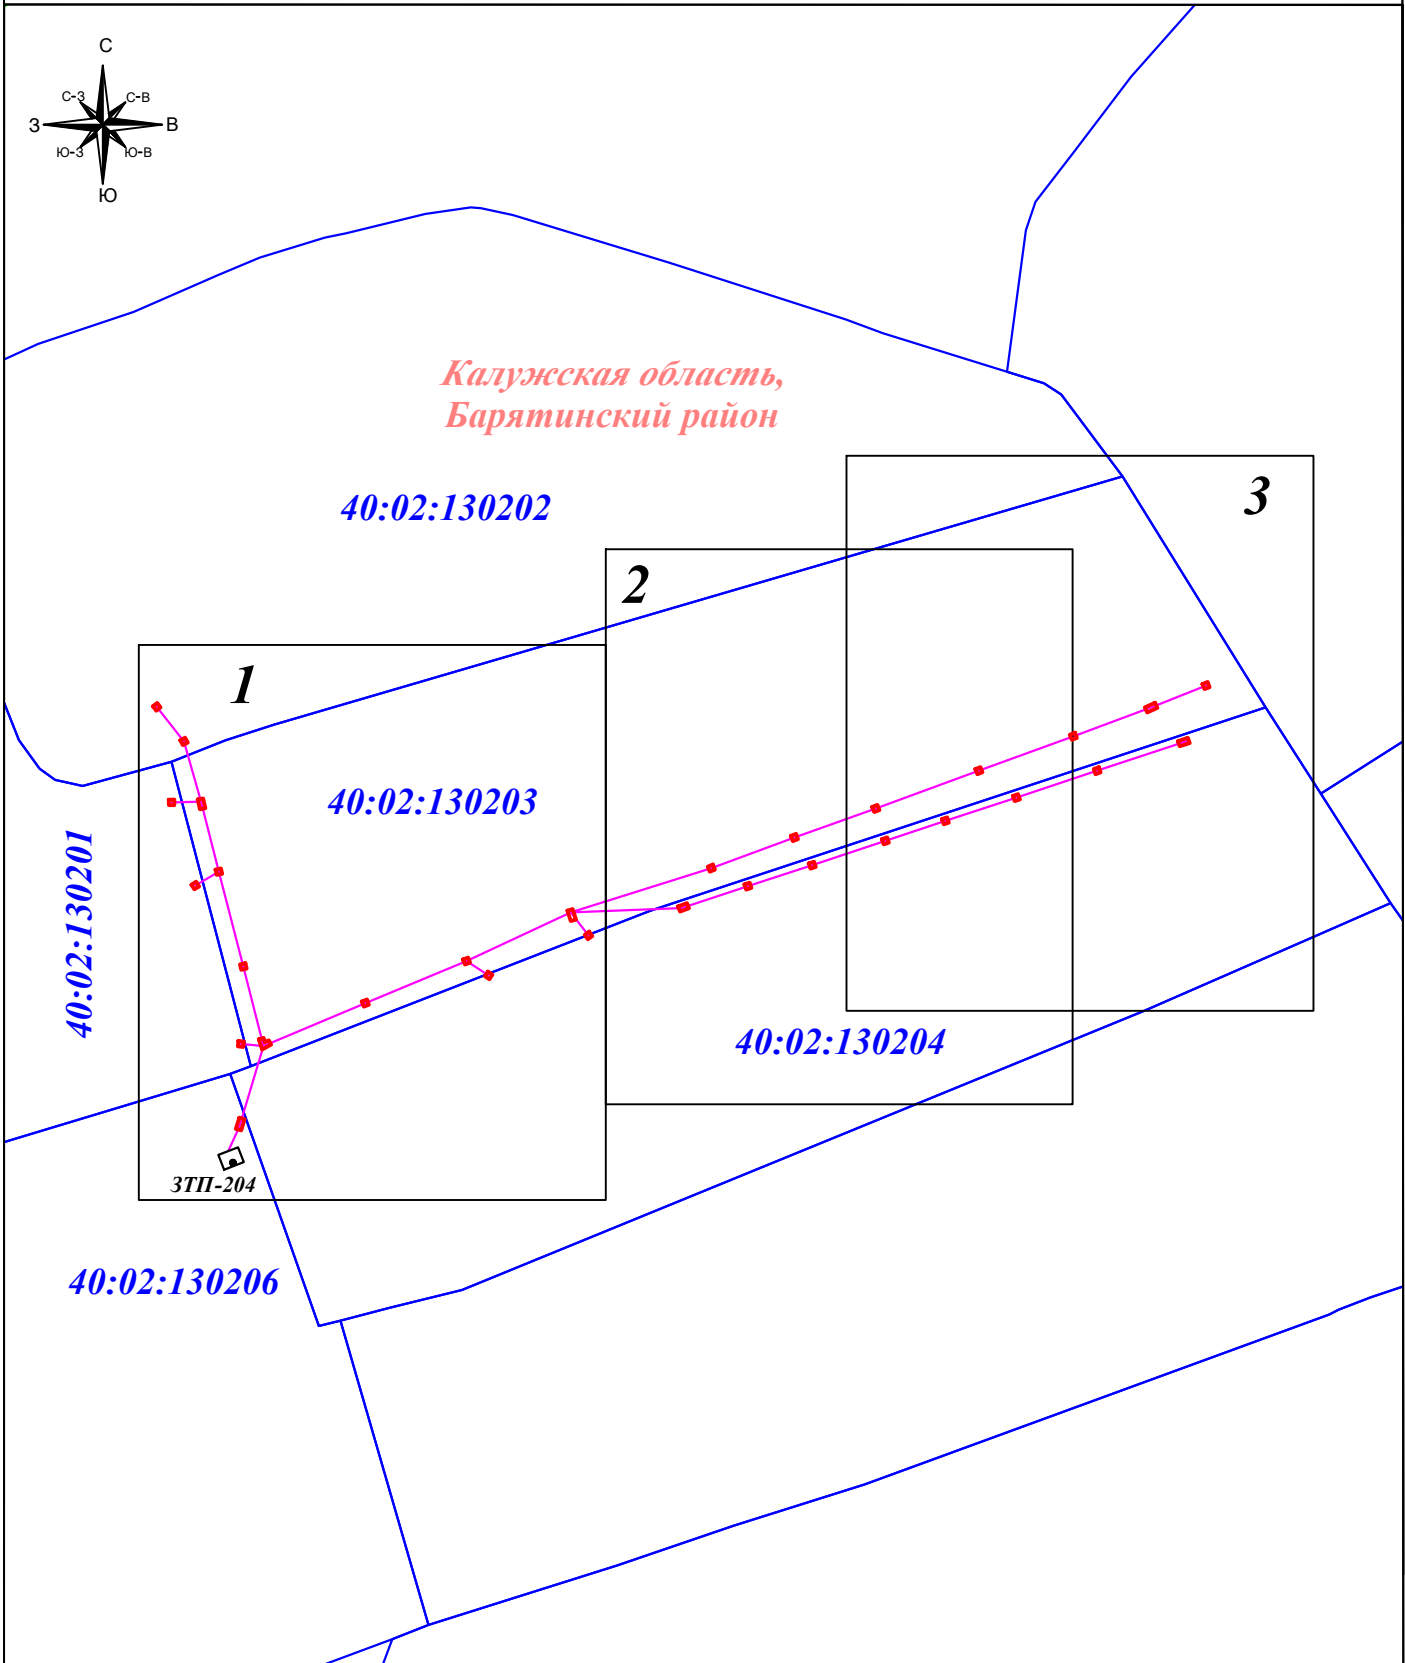 С
С-З
С-В
З
В
Ю-З
Ю-В
Ю
Калужская область,
Барятинский район
40:02:130202
3
2
1
40:02:130203
40:02:130201
40:02:130204
ЗТП-204
40:02:130206